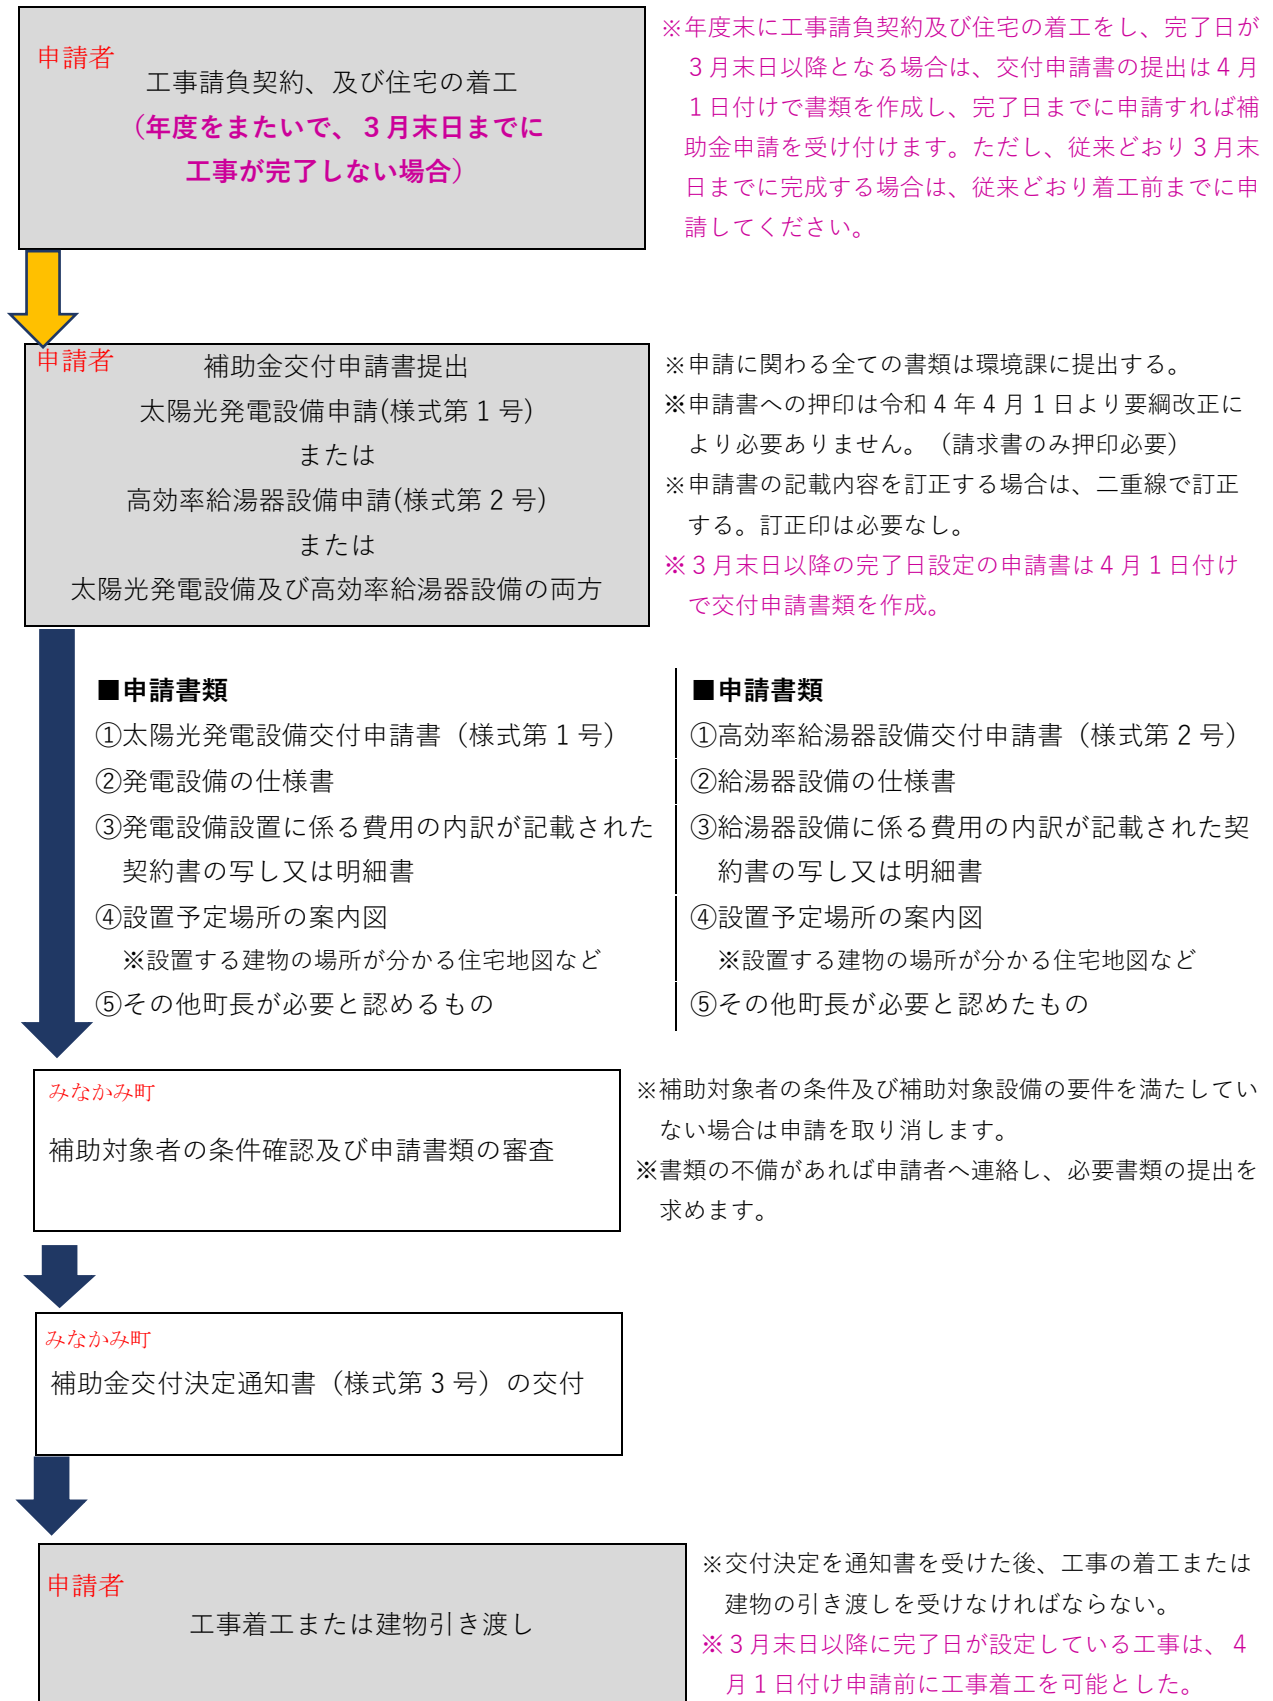 申請者
工事請負契約、及び住宅の着工
（年度をまたいで、３月末日までに
工事が完了しない場合）
※年度末に工事請負契約及び住宅の着工をし、完了日が
３月末日以降となる場合は、交付申請書の提出は４月
１日付けで書類を作成し、完了日までに申請すれば補
助金申請を受け付けます。ただし、従来どおり３月末
日までに完成する場合は、従来どおり着工前までに申
請してください。
申請者
補助金交付申請書提出
太陽光発電設備申請(様式第１号)
または
高効率給湯器設備申請(様式第２号)
または
太陽光発電設備及び高効率給湯器設備の両方
※申請に関わる全ての書類は環境課に提出する。
※申請書への押印は令和４年４月１日より要綱改正に
より必要ありません。（請求書のみ押印必要）
※申請書の記載内容を訂正する場合は、二重線で訂正
する。訂正印は必要なし。
※３月末日以降の完了日設定の申請書は４月１日付け
で交付申請書類を作成。
■申請書類
①太陽光発電設備交付申請書（様式第１号）
②発電設備の仕様書
③発電設備設置に係る費用の内訳が記載された
契約書の写し又は明細書
④設置予定場所の案内図
※設置する建物の場所が分かる住宅地図など
⑤その他町長が必要と認めるもの
■申請書類
①高効率給湯器設備交付申請書（様式第２号）
②給湯器設備の仕様書
③給湯器設備に係る費用の内訳が記載された契
約書の写し又は明細書
④設置予定場所の案内図
※設置する建物の場所が分かる住宅地図など
⑤その他町長が必要と認めたもの
みなかみ町
補助対象者の条件確認及び申請書類の審査
※補助対象者の条件及び補助対象設備の要件を満たしてい
ない場合は申請を取り消します。
※書類の不備があれば申請者へ連絡し、必要書類の提出を
求めます。
みなかみ町
補助金交付決定通知書（様式第３号）の交付
申請者
工事着工または建物引き渡し
※交付決定を通知書を受けた後、工事の着工または
建物の引き渡しを受けなければならない。
※３月末日以降に完了日が設定している工事は、４
月１日付け申請前に工事着工を可能とした。